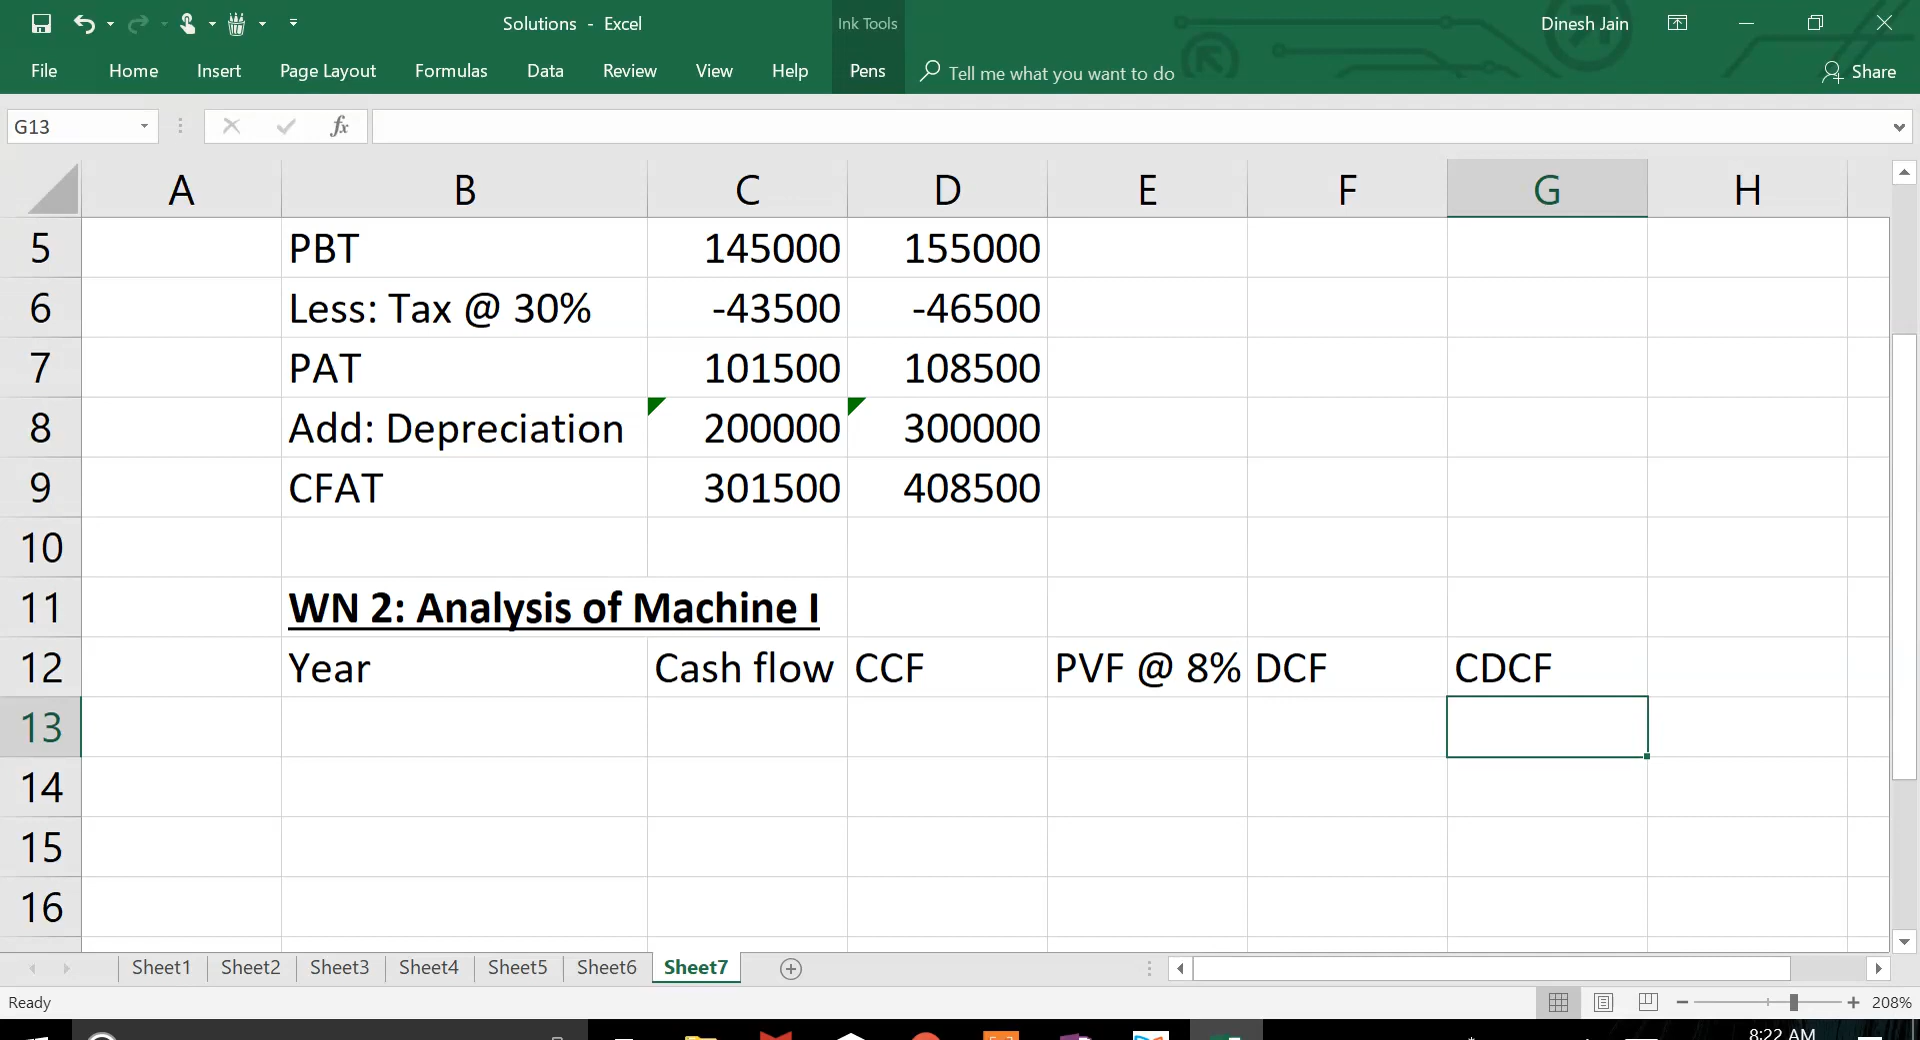 Solutions - Excel
Ink Tools
Dinesh Jain
File Home Insert Page Layout Formulas Data Review View Help Pens Tell me what you want to do Share
G13 fx
A B C D E F G H
5 PBT 145000 155000
6 Less: Tax @ 30% -43500 -46500
7 PAT 101500 108500
8 Add: Depreciation 200000 300000
9 CFAT 301500 408500
10
11 WN 2: Analysis of Machine I
12 Year Cash flow CCF PVF @ 8% DCF CDCF
13
14
15
16
Sheet1 Sheet2 Sheet3 Sheet4 Sheet5 Sheet6 Sheet7
Ready 208%
8:22 AM